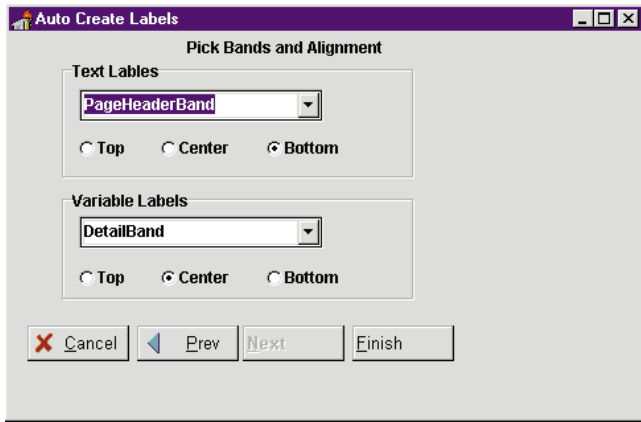 Auto Create Labels
Pick Bands and Alignment
Text Lables
PageHeaderBand
Top Center Bottom
Variable Labels
DetailBand
Top Center Bottom
Cancel Prev Next Finish